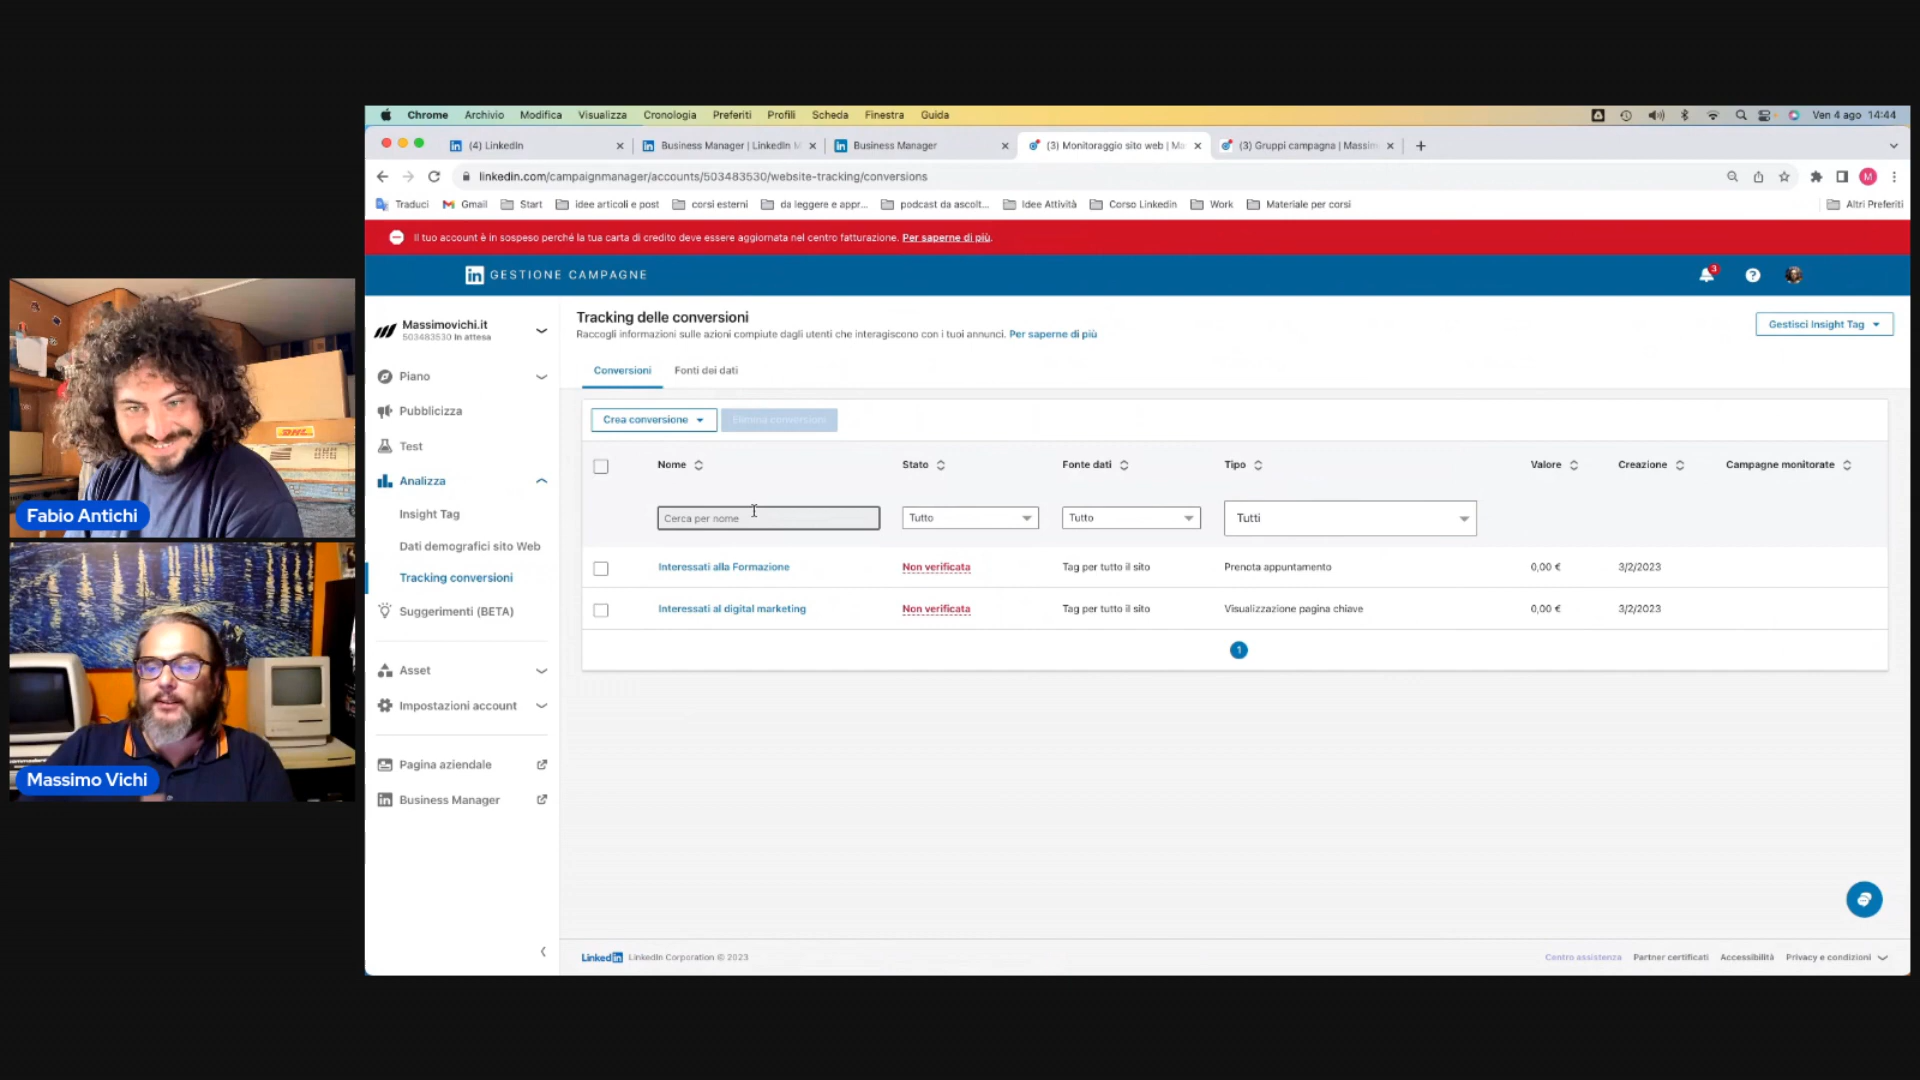 Chrome Archivio Modifica Visualizza Cronologia Preferiti Profili Scheda Finestra Guida Ven 4 ago 14:44
(4) LinkedIn Business Manager | LinkedIn M Business Manager (3) Monitoraggio sito web | Ma (3) Gruppi campagna | Massim
linkedin.com/campaignmanager/accounts/503483530/website-tracking/conversions M
Traduci Gmail Start idee articoli e post corsi esterni da leggere e appr... podcast da ascolt... Idee Attività Corso Linkedin Work Materiale per corsi Altri Preferiti
Il tuo account è in sospeso perché la tua carta di credito deve essere aggiornata nel centro fatturazione. Per saperne di più.
in GESTIONE CAMPAGNE 3
Massimovichi.it
503483530 In attesa
Piano
Pubblicizza
Test
Analizza
Insight Tag
Dati demografici sito Web
Tracking conversioni
Suggerimenti (BETA)
Asset
Impostazioni account
Pagina aziendale
Business Manager
Tracking delle conversioni
Raccogli informazioni sulle azioni compiute dagli utenti che interagiscono con i tuoi annunci. Per saperne di più
Gestisci Insight Tag
Conversioni Fonti dei dati
Crea conversione Elimina conversioni
Nome Stato Fonte dati Tipo Valore Creazione Campagne monitorate
Cerca per nome Tutto Tutto Tutti
Interessati alla Formazione Non verificata Tag per tutto il sito Prenota appuntamento 0,00 € 3/2/2023
Interessati al digital marketing Non verificata Tag per tutto il sito Visualizzazione pagina chiave 0,00 € 3/2/2023
1
LinkedIn LinkedIn Corporation © 2023 Centro assistenza Partner certificati Accessibilità Privacy e condizioni
DHL
Fabio Antichi
Massimo Vichi